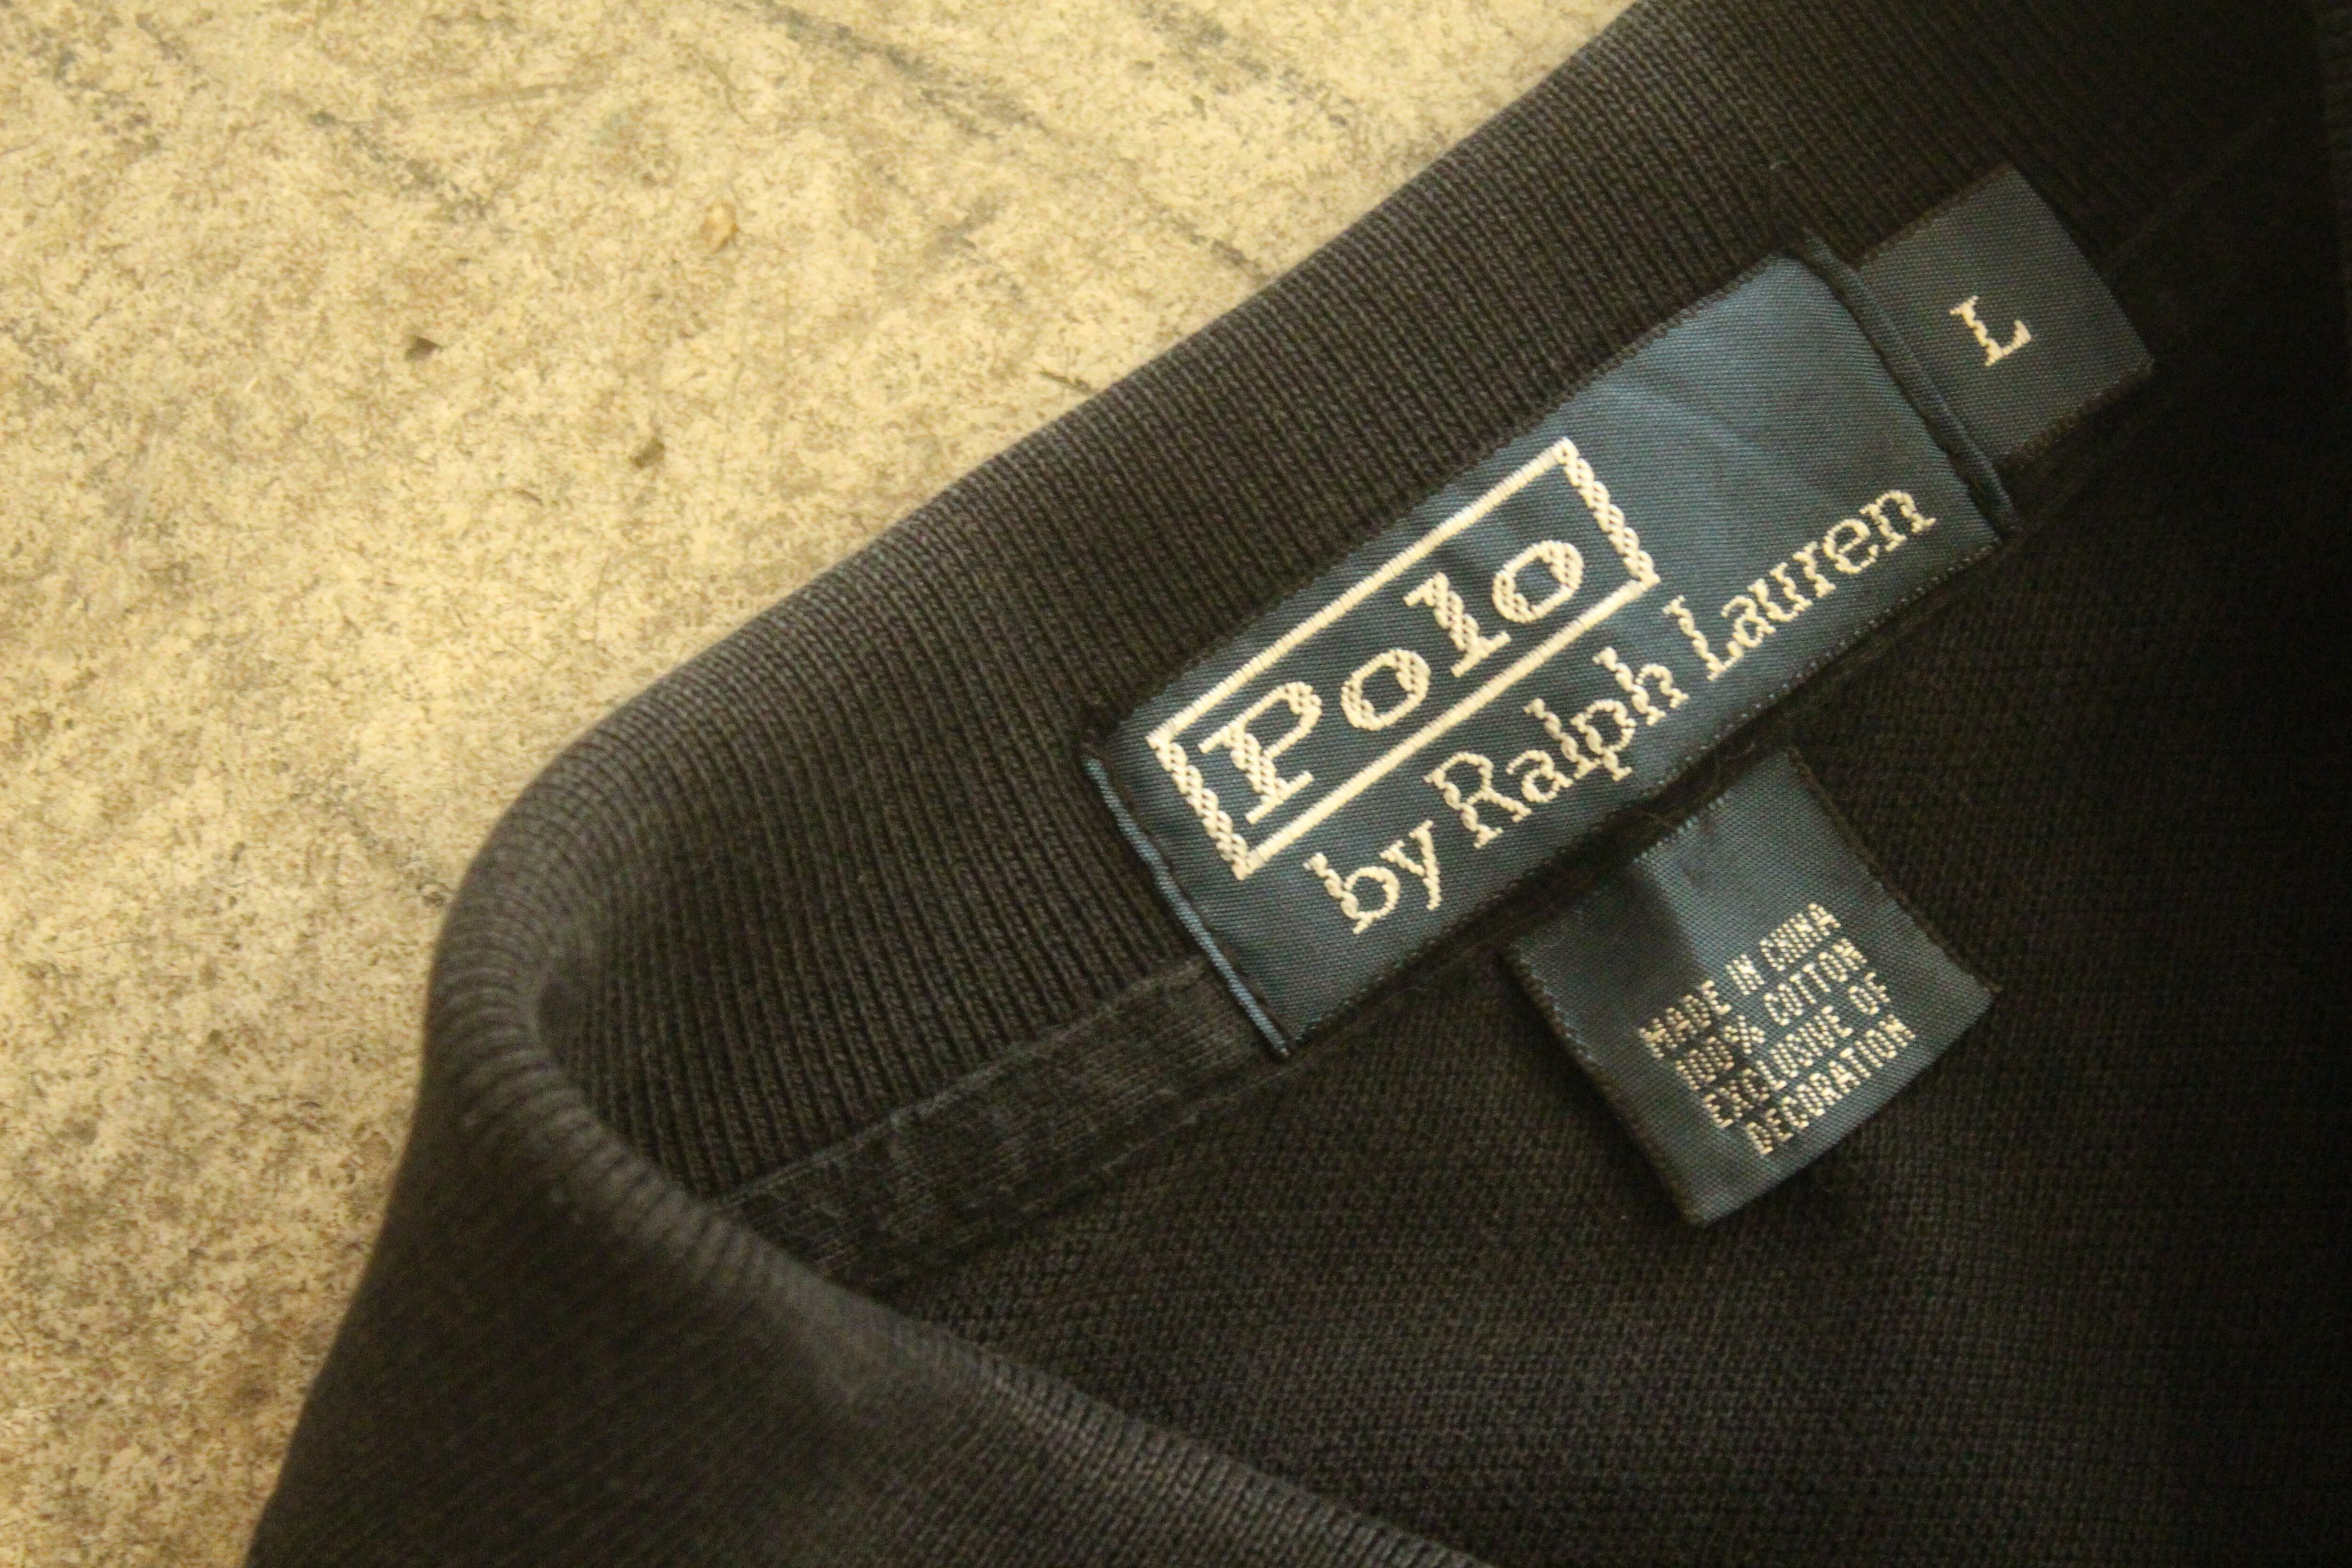 L
Polo
by Ralph Lauren
MADE IN CHINA
100% COTTON
EXCLUSIVE OF
DECORATION